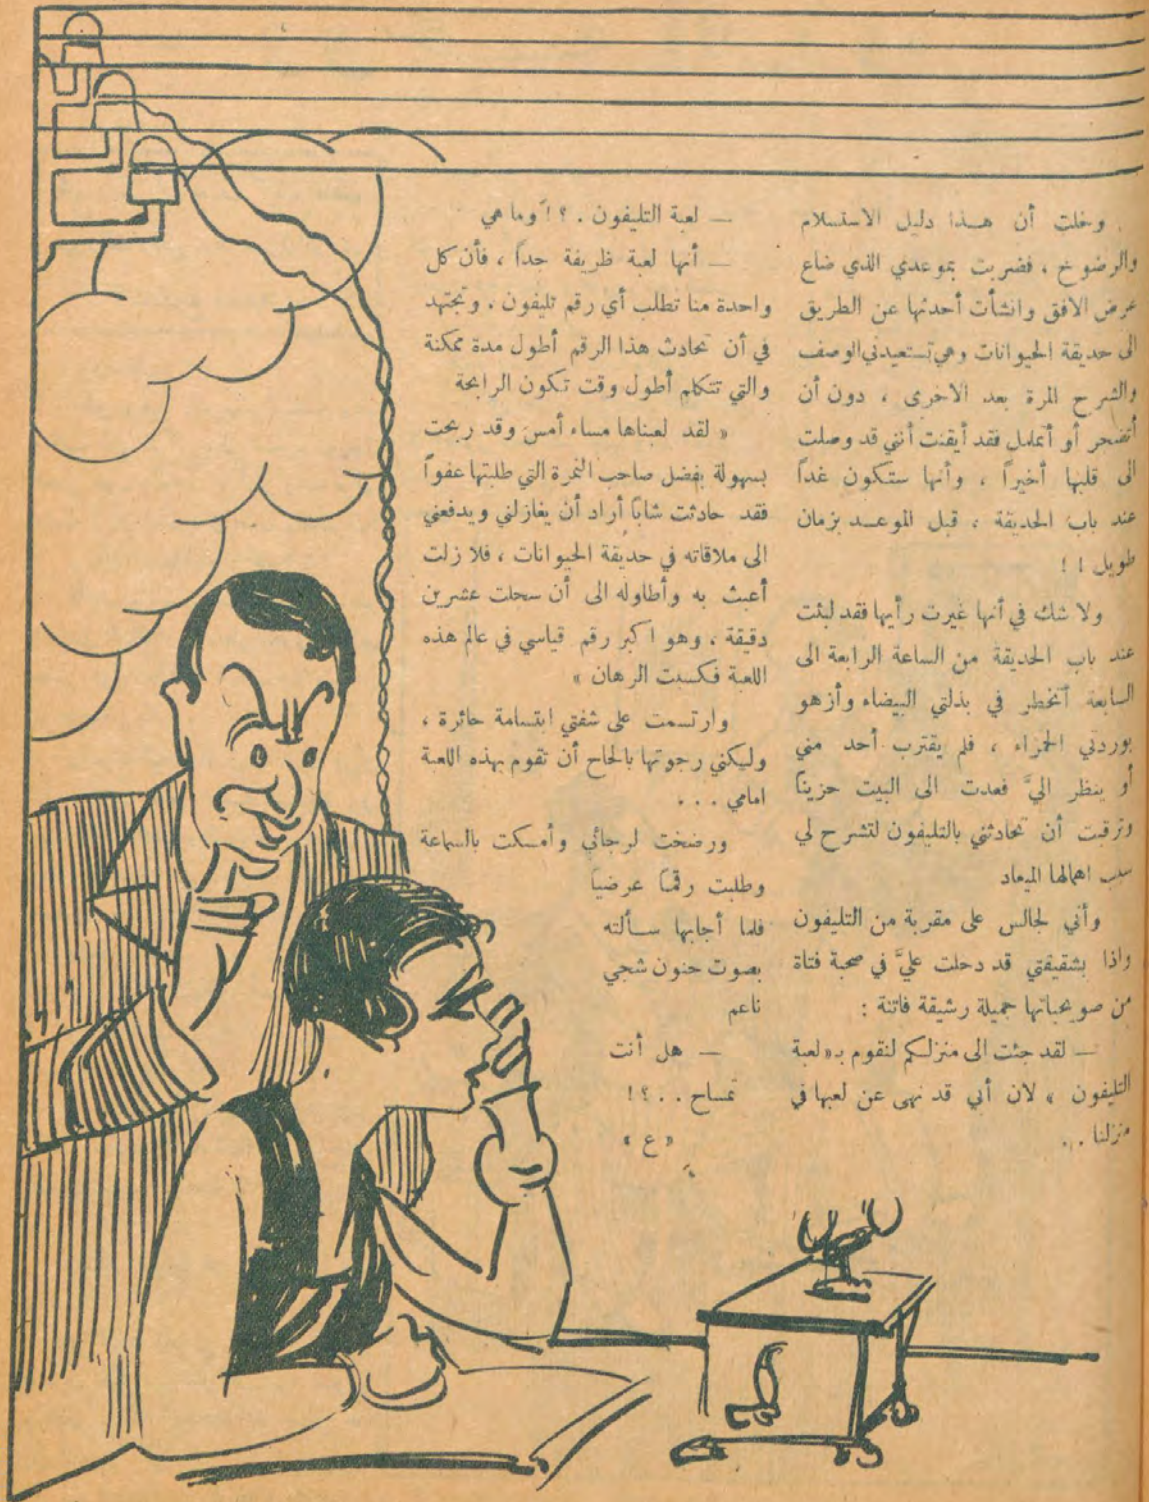 وخلت أن هذا دليل الاستسلام
والرضوخ ، فضربت بموعدي الذي ضاع
عرض الافق وانشأت أحدثها عن الطريق
الى حديقة الحيوانات وهي تستعيدني الوصف
والشرح المرة بعد الاخرى ، دون أن
أتضجر أو أتململ فقد أيقنت أنني قد وصلت
الى قلبها أخيراً ، وأنها ستكون غداً
عند باب الحديقة ، قبل الموعد بزمان
طويل ! !
ولا شك في أنها غيرت رأيها فقد لبثت
عند باب الحديقة من الساعة الرابعة الى
السابعة أتخطر في بذلتي البيضاء وأزهو
بوردتي الحمراء ، فلم يقترب أحد مني
أو ينظر اليَّ فعدت الى البيت حزيناً
وترقبت أن تحادثني بالتليفون لتشرح لي
سبب اهمالها الميعاد
وأني لجالس على مقربة من التليفون
واذا بشقيقتي قد دخلت عليَّ في صحبة فتاة
من صويحباتها جميلة رشيقة فاتنة :
— لقد جئت الى منزلكم لنقوم بـ«لعبة
التليفون » لان أبي قد نهى عن لعبها في
منزلنا . .
— لعبة التليفون . ؟ ! وما هي
— أنها لعبة ظريفة جداً ، فأن كل
واحدة منا تطلب أي رقم تليفون ، وتجتهد
في أن تحادث هذا الرقم أطول مدة ممكنة
والتي تتكلم أطول وقت تكون الرابحة
« لقد لعبناها مساء أمس وقد ربحت
بسهولة بفضل صاحب النمرة التي طلبتها عفواً
فقد حادثت شاباً أراد أن يغازلني ويدفعني
الى ملاقاته في حديقة الحيوانات ، فلا زلت
أعبث به وأطاوله الى أن سجلت عشرين
دقيقة ، وهو اكبر رقم قياسي في عالم هذه
اللعبة فكسبت الرهان »
وارتسمت على شفتي ابتسامة حائرة ،
وليكني رجوتها بالحاح أن تقوم بهذه اللعبة
امامي . . .
ورضخت لرجائي وأمسكت بالسماعة
وطلبت رقماً عرضياً
فلما أجابها سألته
بصوت حنون شجي
ناعم
— هل أنت
تمساح . . ؟ !
« ع »